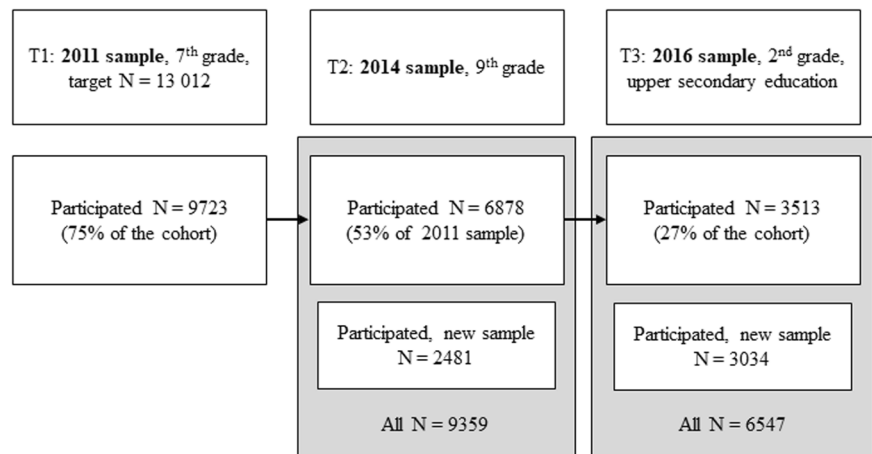 T1: 2011 sample, 7th grade,
target N = 13 012
T2: 2014 sample, 9th grade
T3: 2016 sample, 2nd grade,
upper secondary education
Participated N = 9723
(75% of the cohort)
Participated N = 6878
(53% of 2011 sample)
Participated N = 3513
(27% of the cohort)
Participated, new sample
N = 2481
Participated, new sample
N = 3034
All N = 9359
All N = 6547